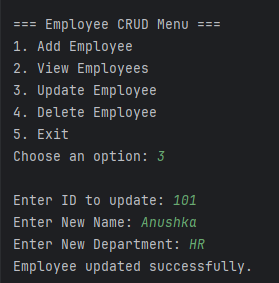 === Employee CRUD Menu ===
1. Add Employee
2. View Employees
3. Update Employee
4. Delete Employee
5. Exit
Choose an option: 3
Enter ID to update: 101
Enter New Name: Anushka
Enter New Department: HR
Employee updated successfully.